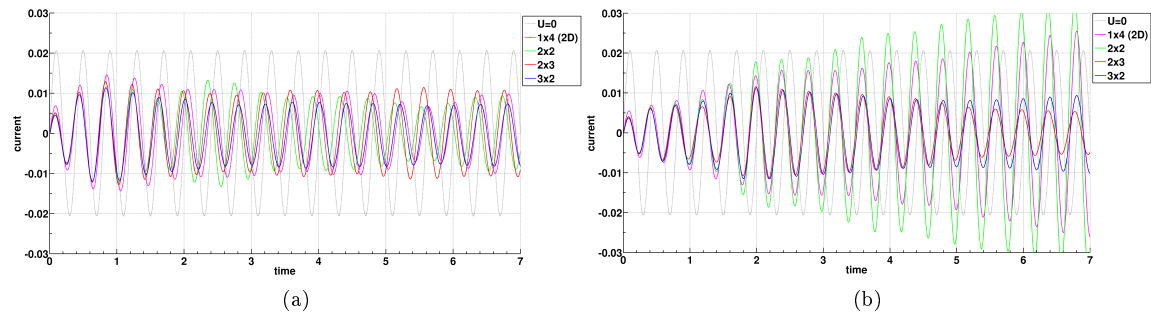 0.03
0.02
0.01
0
-0.01
-0.02
-0.03
current
0 1 2 3 4 5 6 7
time
U=0
1x4 (2D)
2x2
2x3
3x2
(a)
0.03
0.02
0.01
0
-0.01
-0.02
-0.03
current
0 1 2 3 4 5 6 7
time
U=0
1x4 (2D)
2x2
2x3
3x2
(b)